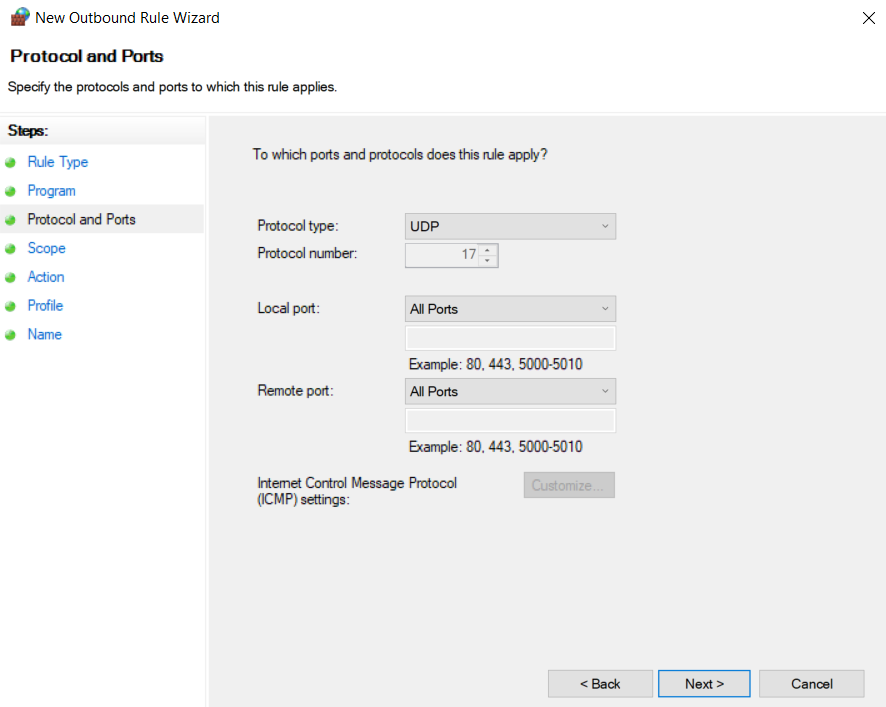 New Outbound Rule Wizard
Protocol and Ports
Specify the protocols and ports to which this rule applies.
Steps:
Rule Type
Program
Protocol and Ports
Scope
Action
Profile
Name
To which ports and protocols does this rule apply?
Protocol type: UDP
Protocol number: 17
Local port: All Ports
Example: 80, 443, 5000-5010
Remote port: All Ports
Example: 80, 443, 5000-5010
Internet Control Message Protocol
(ICMP) settings:
Customize...
< Back Next > Cancel